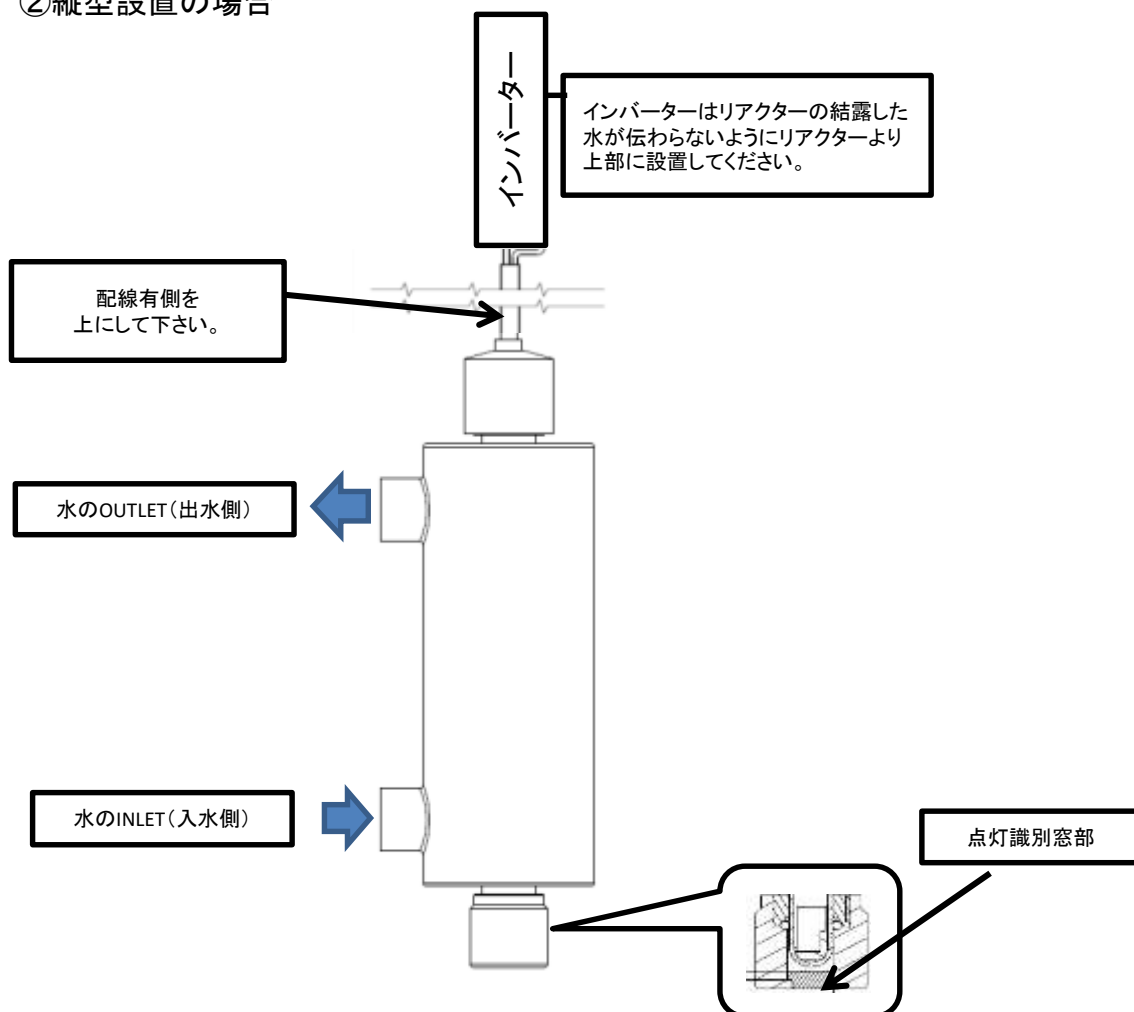 ②縦型設置の場合
インバーター
インバーターはリアクターの結露した
水が伝わらないようにリアクターより
上部に設置してください。
配線有側を
上にして下さい。
水のOUTLET(出水側)
水のINLET(入水側)
点灯識別窓部